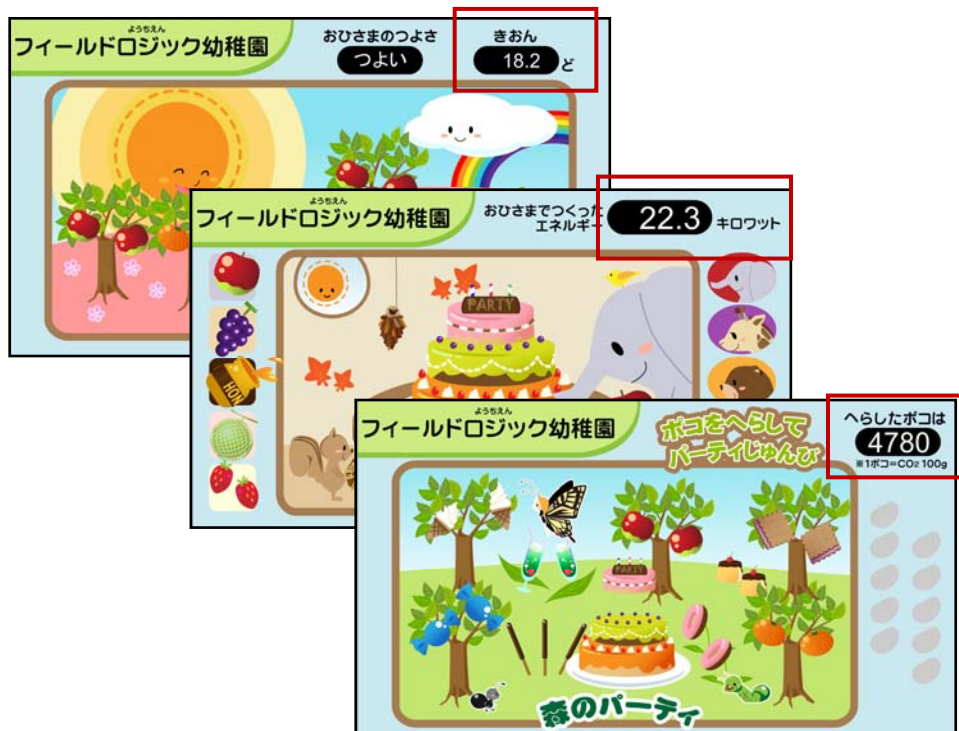 ようちえん
フィールドロジック幼稚園
おひさまのつよさ
つよい
きおん
18.2 ど
ようちえん
フィールドロジック幼稚園
おひさまでつくった
エネルギー
22.3 キロワット
PARTY
HON
ようちえん
フィールドロジック幼稚園
ポコをへらして
パーティじゅんび
へらしたポコは
4780
※1ポコ=CO2 100g
PARTY
森のパーティ